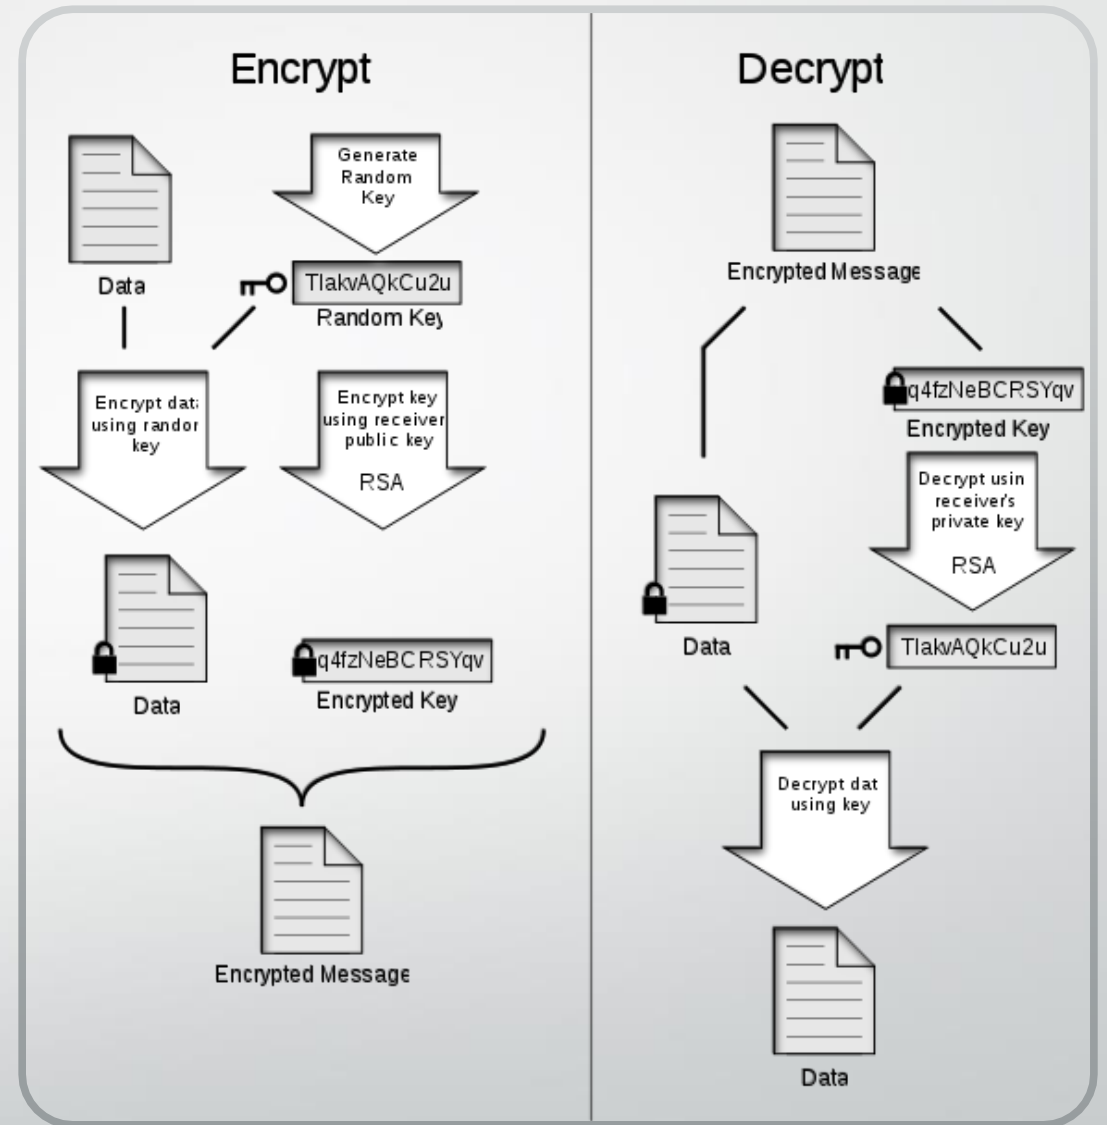 Encrypt
Data
Generate
Random
Key
TIakvAQkCu2u
Random Key
Encrypt data
using randor
key
Encrypt key
using receiver
public key
RSA
Data
q4fzNeBCRSYqv
Encrypted Key
Encrypted Message
Decrypt
Encrypted Message
q4fzNeBCRSYqv
Encrypted Key
Decrypt usin
receiver's
private key
RSA
Data
TIakvAQkCu2u
Decrypt dat
using key
Data